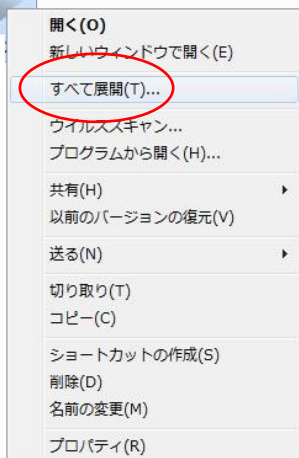 開く(O)
新しいウィンドウで開く(E)
すべて展開(T)...
ウイルススキャン...
プログラムから開く(H)...
共有(H)
以前のバージョンの復元(V)
送る(N)
切り取り(T)
コピー(C)
ショートカットの作成(S)
削除(D)
名前の変更(M)
プロパティ(R)